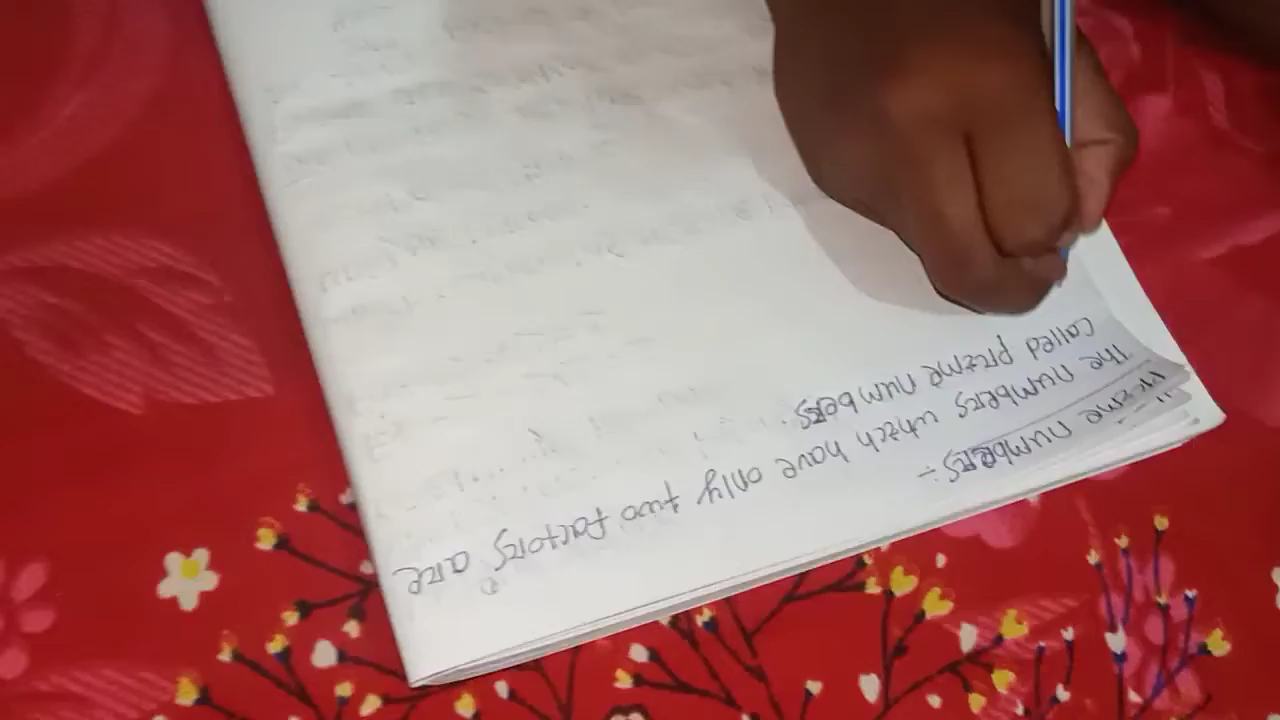 Prime numbers :-
The numbers which have only two factors are
called prime numbers.